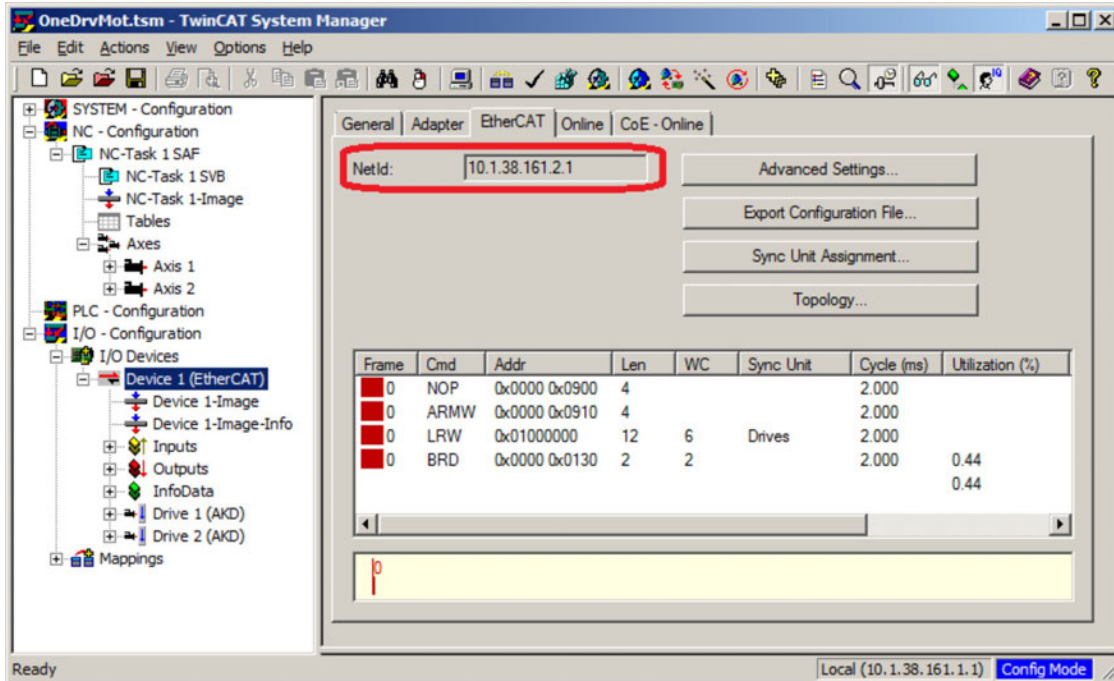 OneDrvMot.tsm - TwinCAT System Manager
File Edit Actions View Options Help
SYSTEM - Configuration
NC - Configuration
NC-Task 1 SAF
NC-Task 1 SVB
NC-Task 1-Image
Tables
Axes
Axis 1
Axis 2
PLC - Configuration
I/O - Configuration
I/O Devices
Device 1 (EtherCAT)
Device 1-Image
Device 1-Image-Info
Inputs
Outputs
InfoData
Drive 1 (AKD)
Drive 2 (AKD)
Mappings
General Adapter EtherCAT Online CoE - Online
NetId: 10.1.38.161.2.1
Advanced Settings...
Export Configuration File...
Sync Unit Assignment...
Topology...
Frame Cmd Addr Len WC Sync Unit Cycle (ms) Utilization (%)
0 NOP 0x0000 0x0900 4 2.000
0 ARMW 0x0000 0x0910 4 2.000
0 LRW 0x01000000 12 6 Drives 2.000
0 BRD 0x0000 0x0130 2 2 2.000 0.44
0.44
0
Ready Local (10.1.38.161.1.1) Config Mode